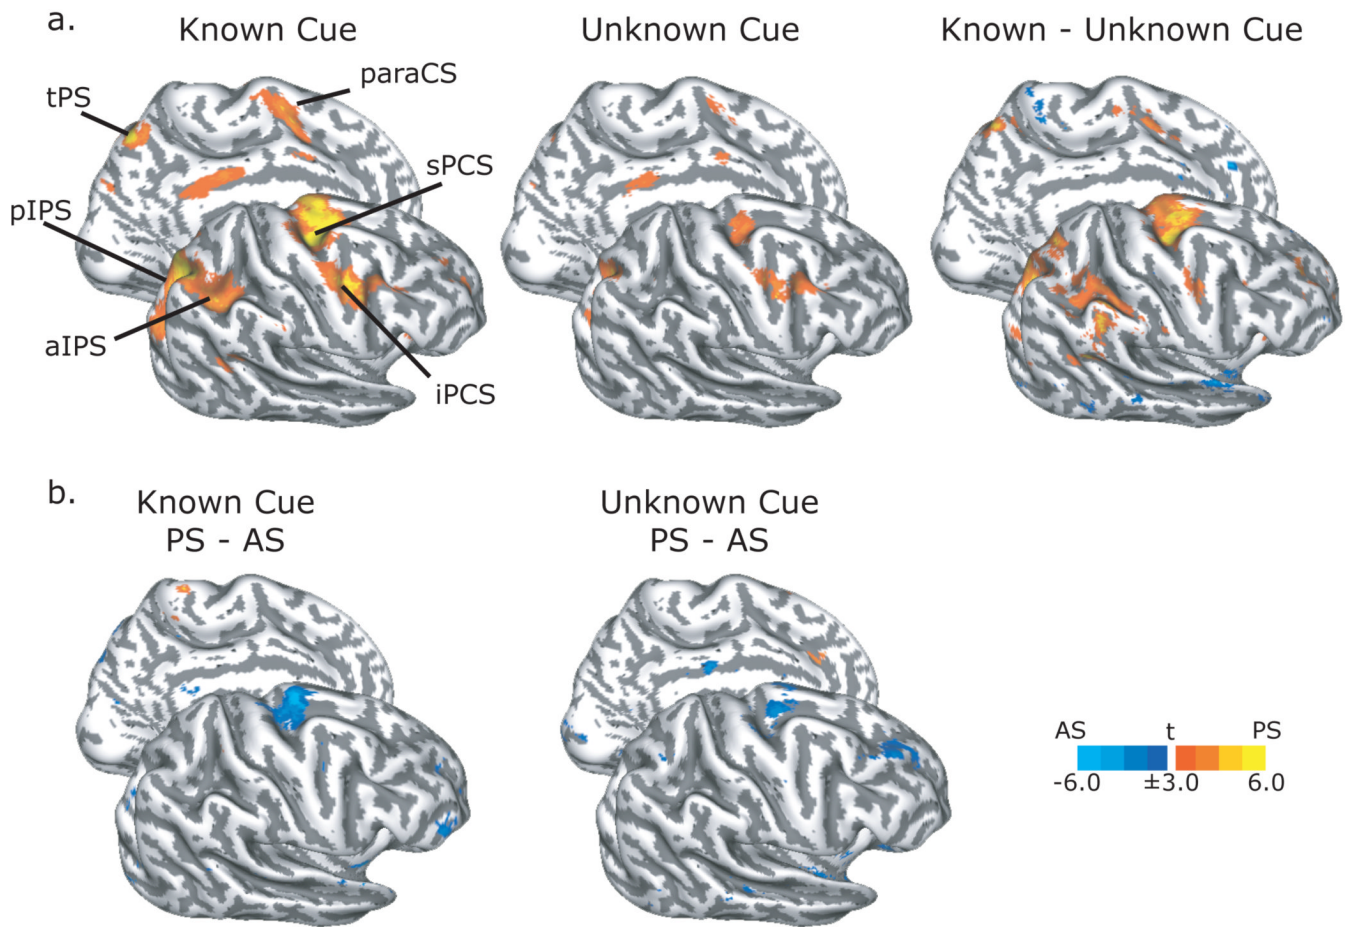 a.
Known Cue
Unknown Cue
Known - Unknown Cue
tPS
paraCS
sPCS
pIPS
aIPS
iPCS
b.
Known Cue
PS - AS
Unknown Cue
PS - AS
AS t PS
-6.0 ±3.0 6.0